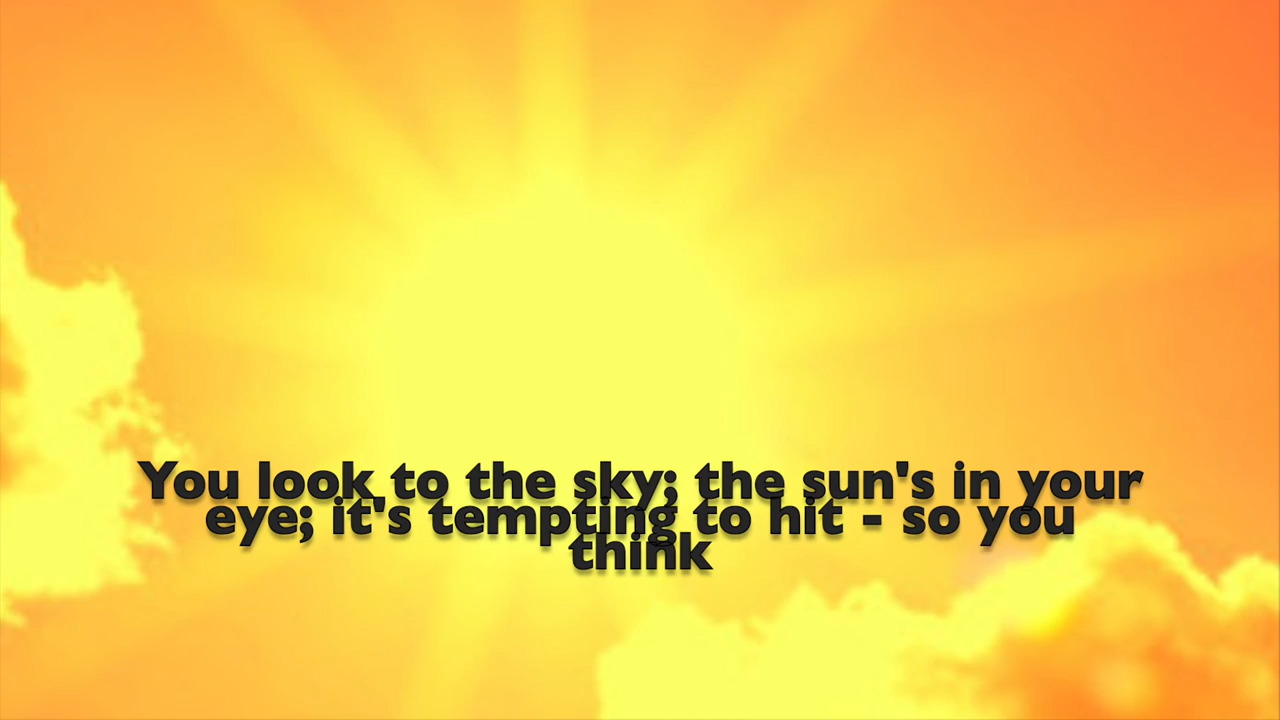 You look to the sky; the sun's in your
eye; it's tempting to hit - so you
think